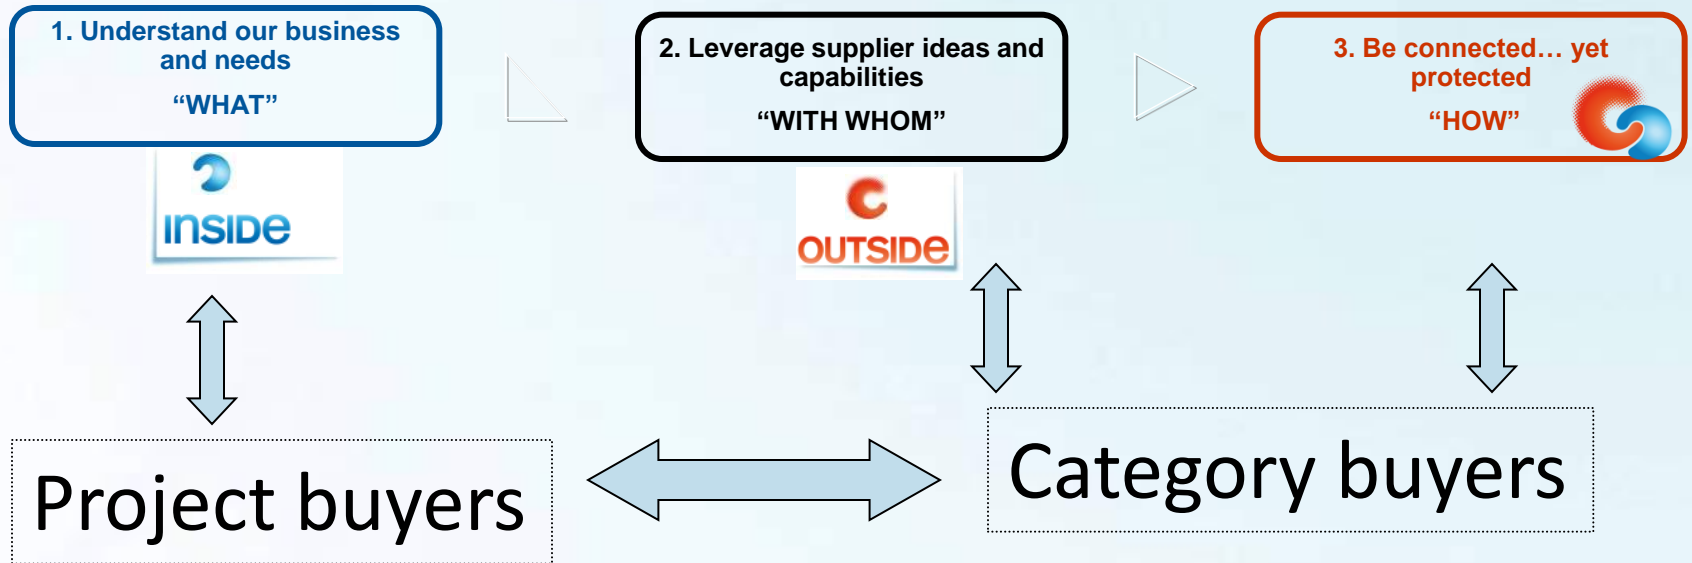 1. Understand our business
and needs
“WHAT”
2. Leverage supplier ideas and
capabilities
“WITH WHOM”
3. Be connected… yet
protected
“HOW”
INSIDe
OUTSIDe
Project buyers
Category buyers